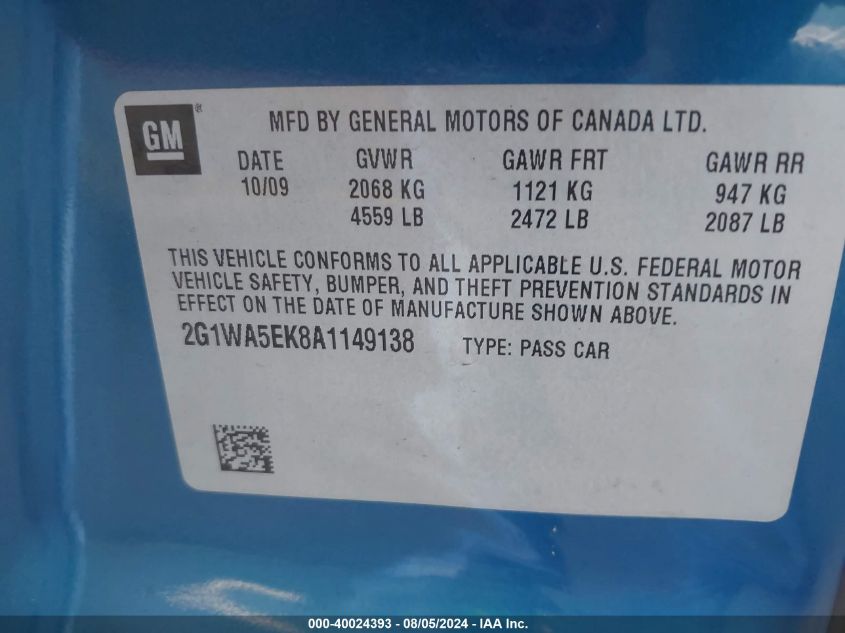 GM®
MFD BY GENERAL MOTORS OF CANADA LTD.
DATE GVWR GAWR FRT GAWR RR
10/09 2068 KG 1121 KG 947 KG
4559 LB 2472 LB 2087 LB
THIS VEHICLE CONFORMS TO ALL APPLICABLE U.S. FEDERAL MOTOR
VEHICLE SAFETY, BUMPER, AND THEFT PREVENTION STANDARDS IN
EFFECT ON THE DATE OF MANUFACTURE SHOWN ABOVE.
2G1WA5EK8A1149138 TYPE: PASS CAR
000-40024393 - 08/05/2024 - IAA Inc.